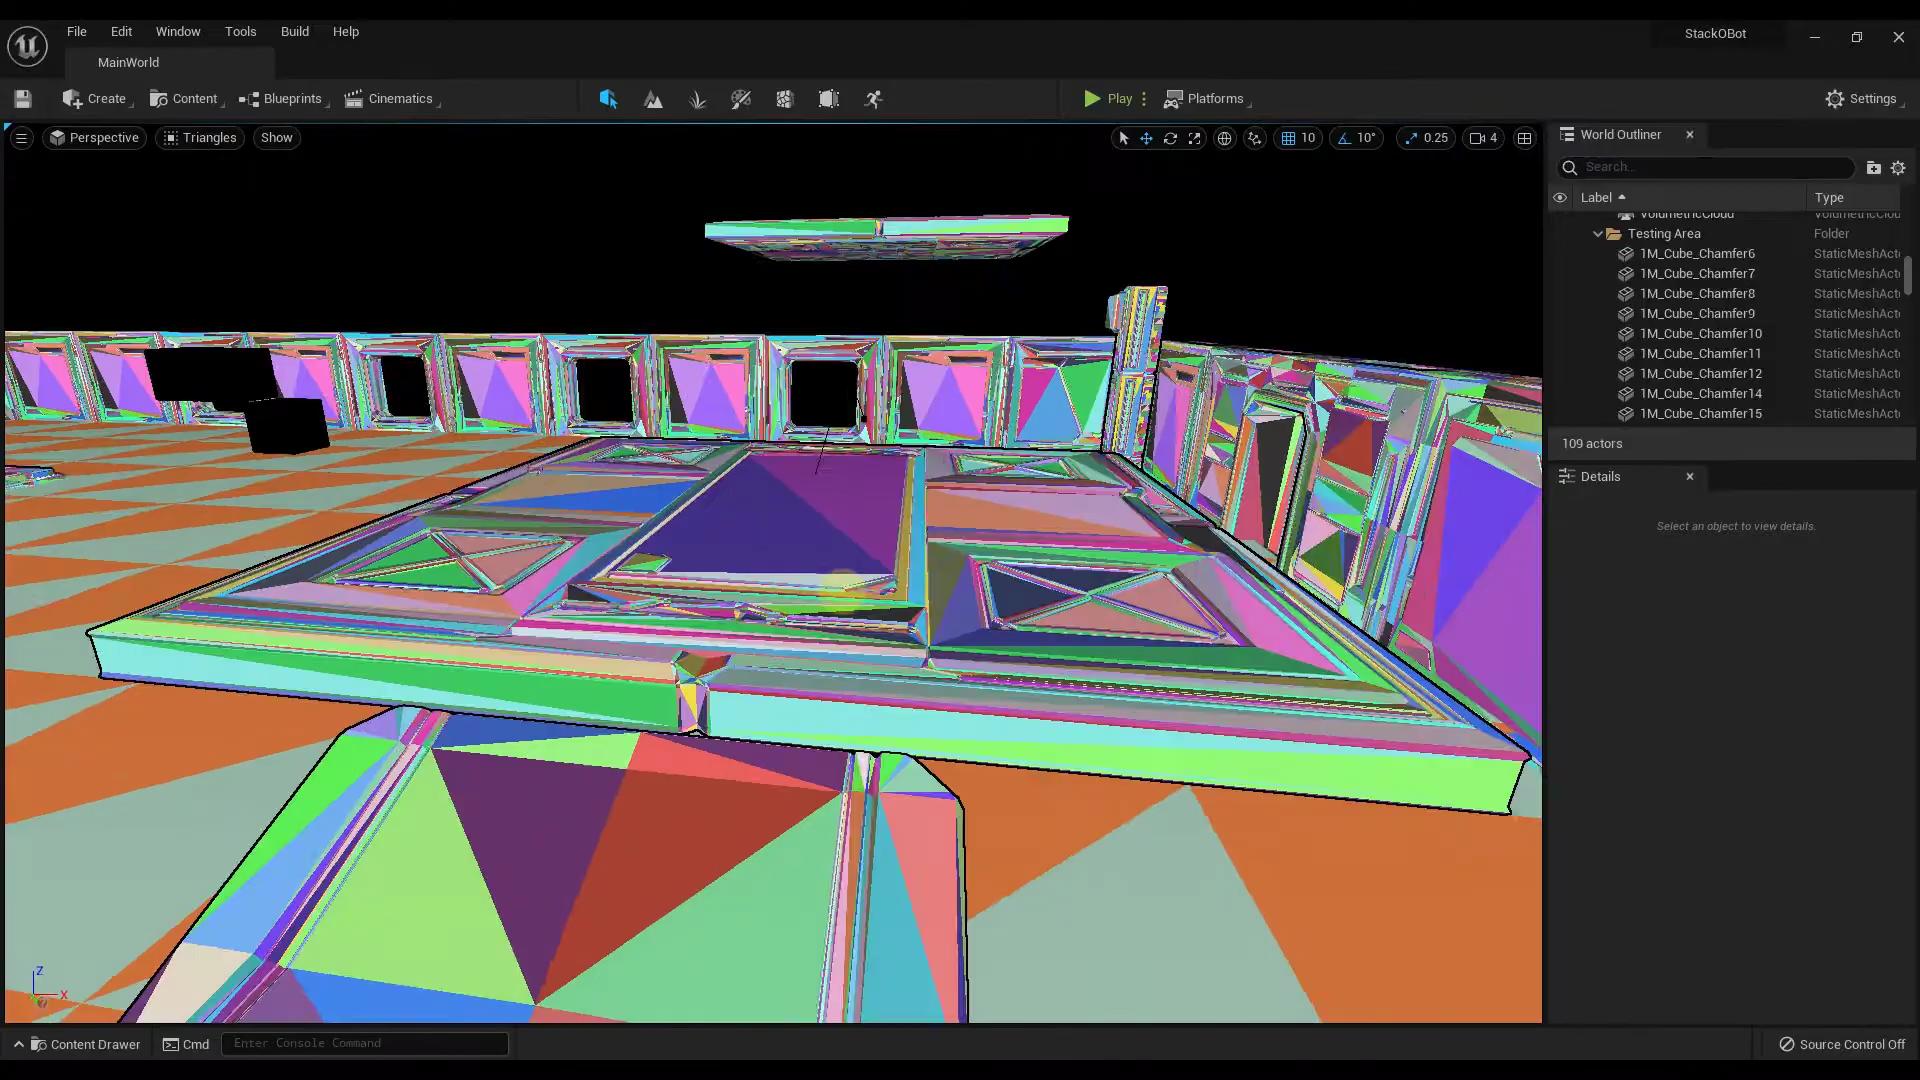 File Edit Window Tools Build Help
StackOBot
MainWorld
Create Content Blueprints Cinematics Play Platforms Settings
Perspective Triangles Show 10 10° 0.25 4
World Outliner
Search...
Label Type
VolumetricCloud VolumetricClou
Testing Area Folder
1M_Cube_Chamfer6 StaticMeshActo
1M_Cube_Chamfer7 StaticMeshActo
1M_Cube_Chamfer8 StaticMeshActo
1M_Cube_Chamfer9 StaticMeshActo
1M_Cube_Chamfer10 StaticMeshActo
1M_Cube_Chamfer11 StaticMeshActo
1M_Cube_Chamfer12 StaticMeshActo
1M_Cube_Chamfer14 StaticMeshActo
1M_Cube_Chamfer15 StaticMeshActo
109 actors
Details
Select an object to view details.
Z
X
Content Drawer Cmd Enter Console Command Source Control Off